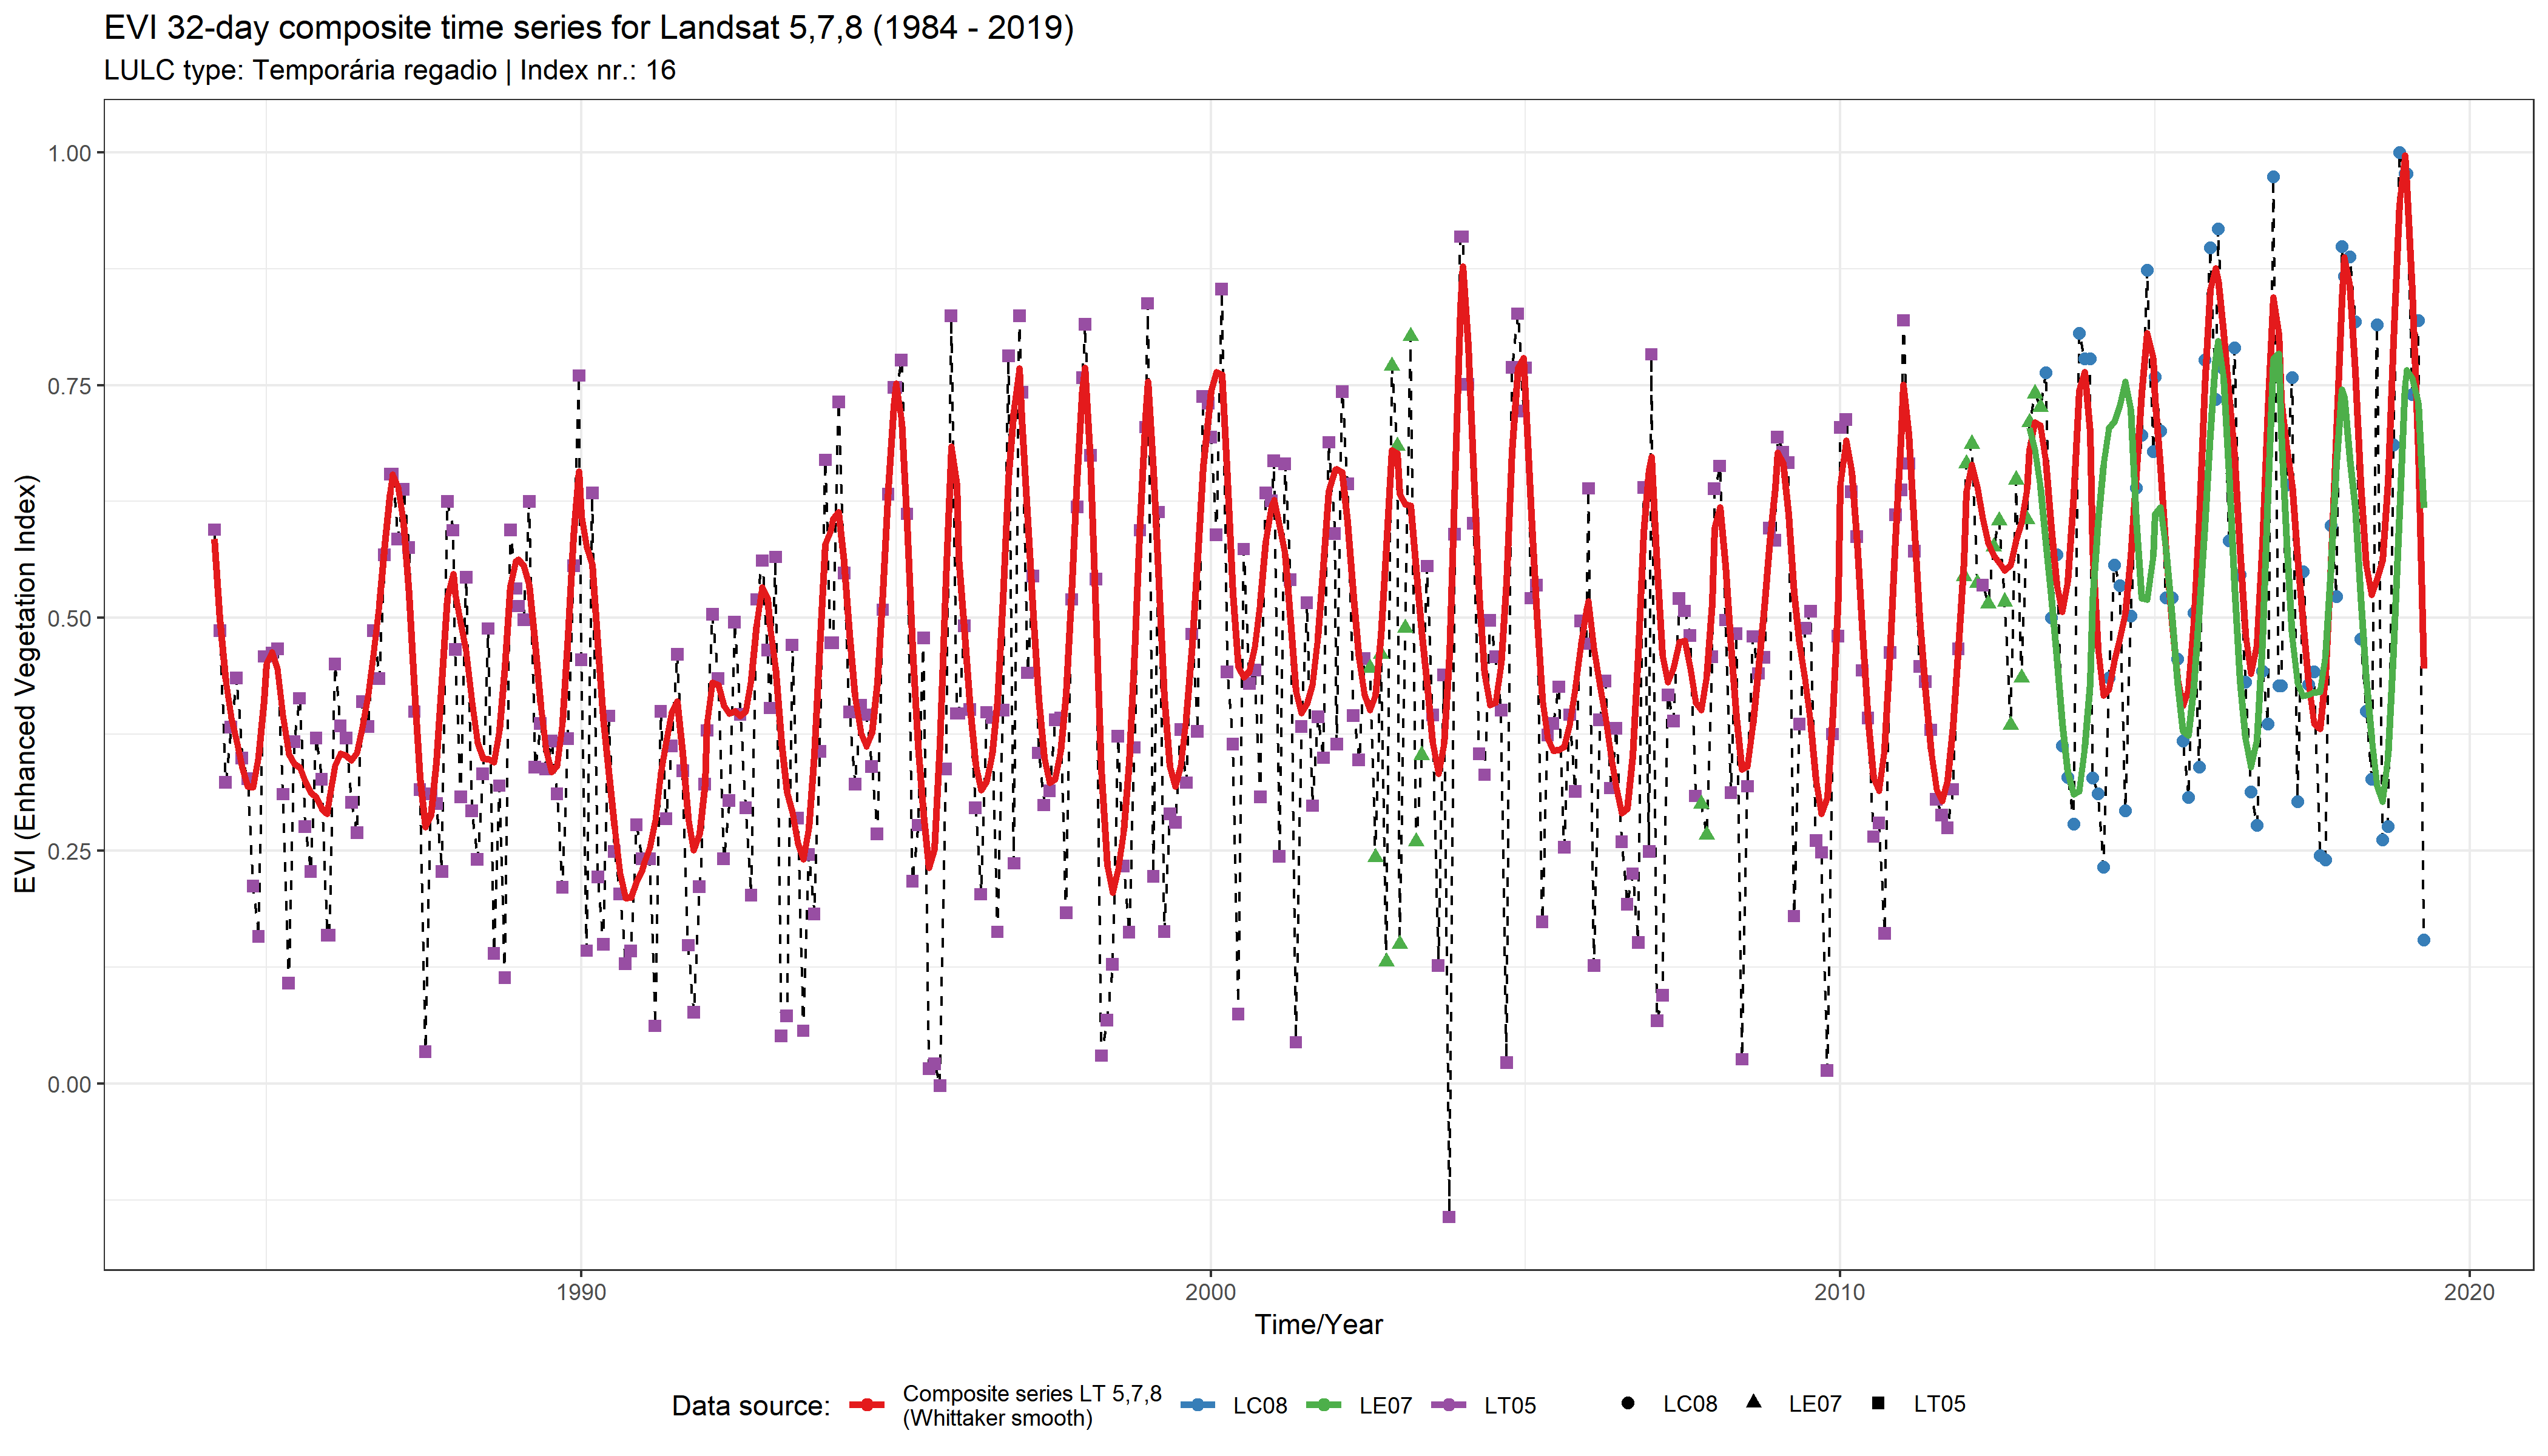 EVI 32-day composite time series for Landsat 5,7,8 (1984 - 2019)
LULC type: Temporária regadio | Index nr.: 16
EVI (Enhanced Vegetation Index)
1.00
0.75
0.50
0.25
0.00
1990 2000 2010 2020
Time/Year
Data source: Composite series LT 5,7,8 (Whittaker smooth) LC08 LE07 LT05 LC08 LE07 LT05